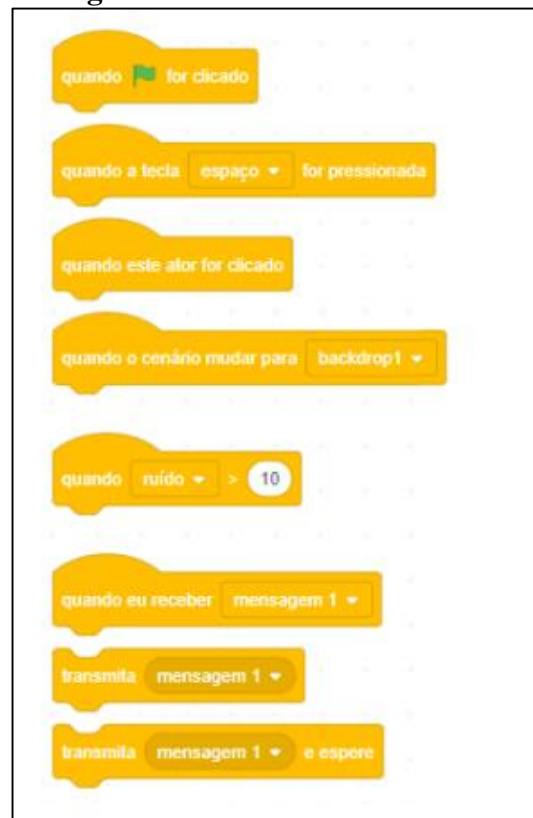 quando for clicado
quando a tecla espaço for pressionada
quando este ator for clicado
quando o cenário mudar para backdrop1
quando ruído > 10
quando eu receber mensagem 1
transmita mensagem 1
transmita mensagem 1 e espere